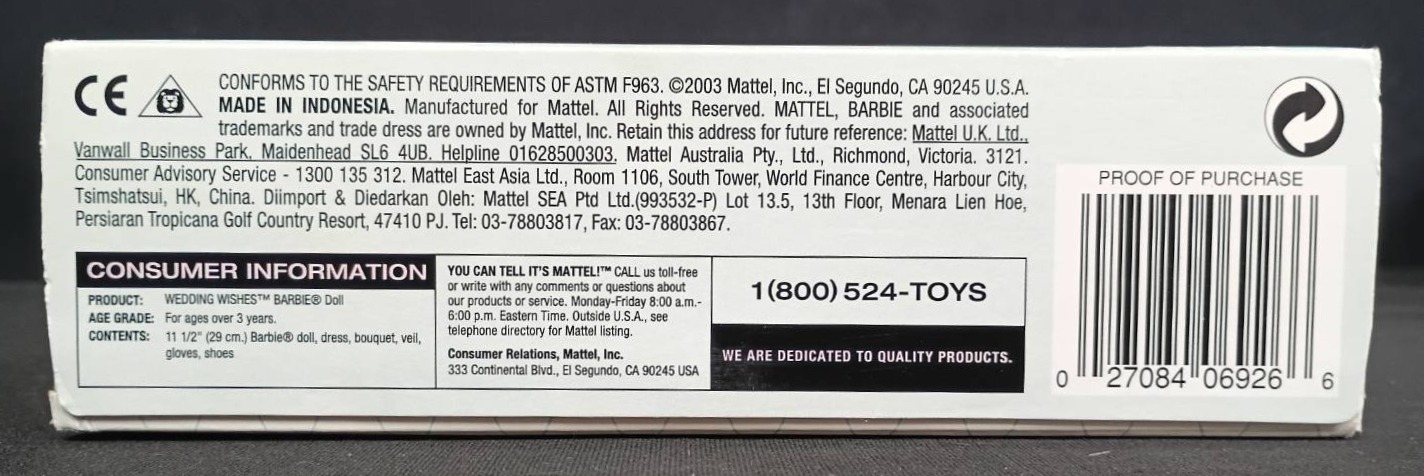 CE
CONFORMS TO THE SAFETY REQUIREMENTS OF ASTM F963. ©2003 Mattel, Inc., El Segundo, CA 90245 U.S.A.
MADE IN INDONESIA. Manufactured for Mattel. All Rights Reserved. MATTEL, BARBIE and associated
trademarks and trade dress are owned by Mattel, Inc. Retain this address for future reference: Mattel U.K. Ltd.,
Vanwall Business Park, Maidenhead SL6 4UB. Helpline 01628500303. Mattel Australia Pty., Ltd., Richmond, Victoria. 3121.
Consumer Advisory Service - 1300 135 312. Mattel East Asia Ltd., Room 1106, South Tower, World Finance Centre, Harbour City,
Tsimshatsui, HK, China. Diimport & Diedarkan Oleh: Mattel SEA Ptd Ltd.(993532-P) Lot 13.5, 13th Floor, Menara Lien Hoe,
Persiaran Tropicana Golf Country Resort, 47410 PJ. Tel: 03-78803817, Fax: 03-78803867.
CONSUMER INFORMATION
PRODUCT: WEDDING WISHES™ BARBIE® Doll
AGE GRADE: For ages over 3 years.
CONTENTS: 11 1/2" (29 cm.) Barbie® doll, dress, bouquet, veil,
gloves, shoes
YOU CAN TELL IT'S MATTEL!™ CALL us toll-free
or write with any comments or questions about
our products or service. Monday-Friday 8:00 a.m.-
6:00 p.m. Eastern Time. Outside U.S.A., see
telephone directory for Mattel listing.
Consumer Relations, Mattel, Inc.
333 Continental Blvd., El Segundo, CA 90245 USA
1(800) 524-TOYS
WE ARE DEDICATED TO QUALITY PRODUCTS.
PROOF OF PURCHASE
0 27084 06926 6